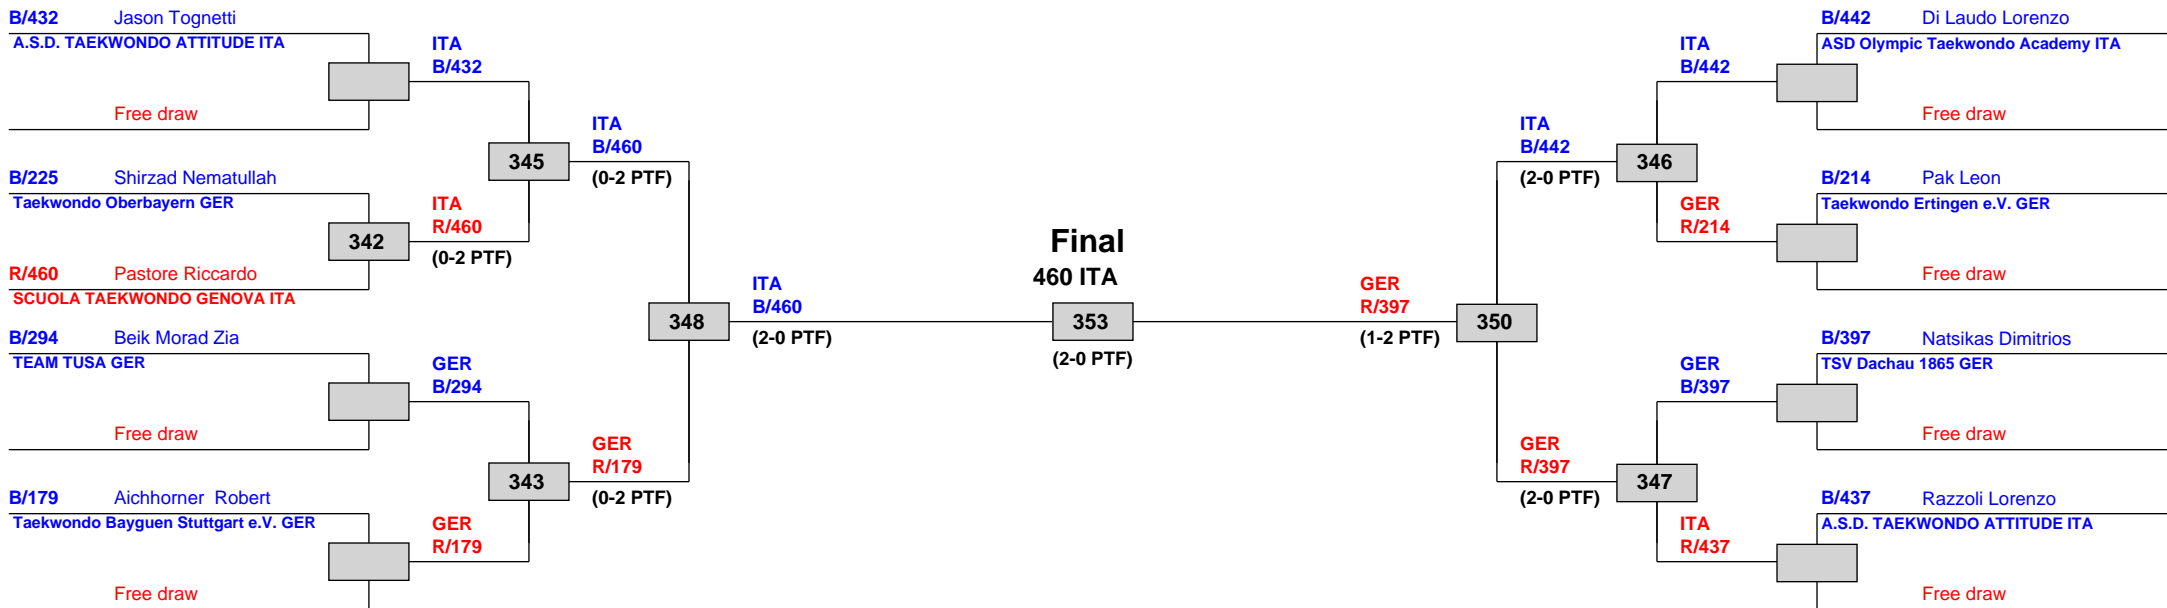 B/432 Jason Tognetti
A.S.D. TAEKWONDO ATTITUDE ITA
Free draw
B/225 Shirzad Nematullah
Taekwondo Oberbayern GER
R/460 Pastore Riccardo
SCUOLA TAEKWONDO GENOVA ITA
B/294 Beik Morad Zia
TEAM TUSA GER
Free draw
B/179 Aichhorner Robert
Taekwondo Bayguen Stuttgart e.V. GER
Free draw
ITA
B/432
342
ITA
R/460
(0-2 PTF)
GER
B/294
GER
R/179
345
ITA
B/460
(0-2 PTF)
343
GER
R/179
(0-2 PTF)
348
ITA
B/460
(2-0 PTF)
Final
460 ITA
353
(2-0 PTF)
GER
R/397
(1-2 PTF)
350
ITA
B/442
(2-0 PTF)
346
GER
R/397
(2-0 PTF)
347
ITA
B/442
GER
R/214
GER
B/397
ITA
R/437
B/442 Di Laudo Lorenzo
ASD Olympic Taekwondo Academy ITA
Free draw
B/214 Pak Leon
Taekwondo Ertingen e.V. GER
Free draw
B/397 Natsikas Dimitrios
TSV Dachau 1865 GER
Free draw
B/437 Razzoli Lorenzo
A.S.D. TAEKWONDO ATTITUDE ITA
Free draw